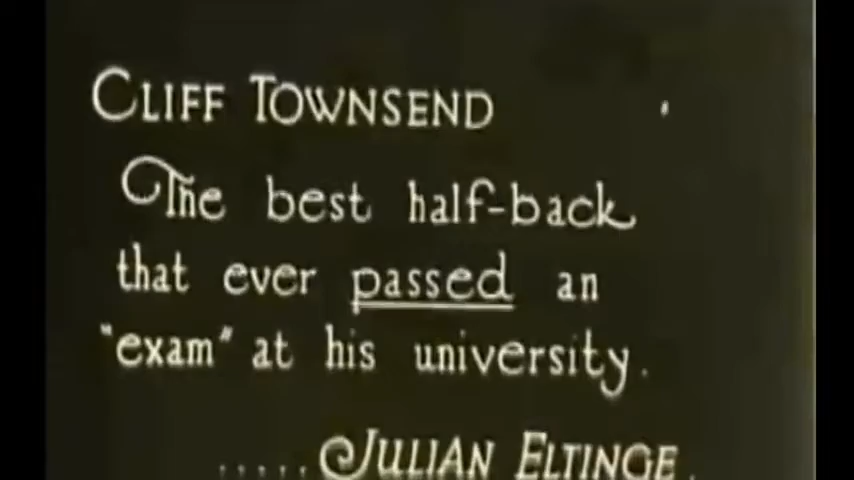 CLIFF TOWNSEND
The best half-back
that ever passed an
"exam" at his university.
..... JULIAN ELTINGE.